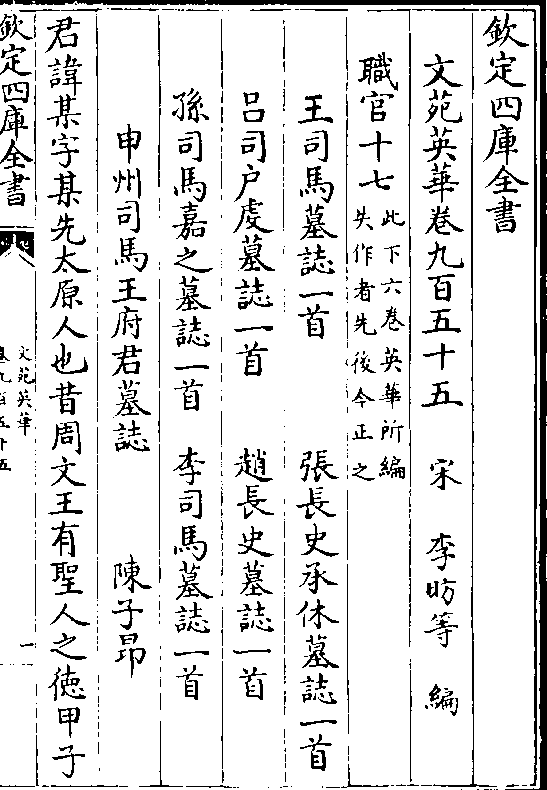 欽定四庫全書
文苑英華卷九百五十五　宋　李昉等　編
職官十七此下六卷英華所編
失作者先後今正之
王司馬墓誌一首　張長史承休墓誌一首
吕司户虔墓誌一首　趙長史墓誌一首
孫司馬嘉之墓誌一首　李司馬墓誌一首
申州司馬王府君墓誌　陳子昂
君諱某字某先太原人也昔周文王有聖人之徳甲子
欽定四庫全書
文苑英華
卷九百五十五
一